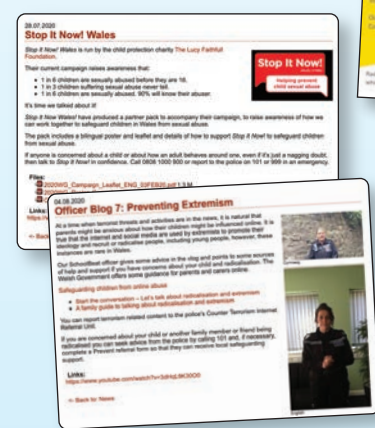 28.07.2020
Stop It Now! Wales
Stop It Now! Wales is run by the child protection charity The Lucy Faithfull
Foundation.
Their current campaign raises awareness that:
1 in 6 children are sexually abused before they are 16.
1 in 3 children suffering sexual abuse never tell.
1 in 6 children are sexually abused. 90% will know their abuser.
It's time we talked about it!
Stop It Now! Wales have produced a partner pack to accompany their campaign, to raise awareness of how we
can work together to safeguard children in Wales from sexual abuse.
The pack includes a bilingual poster and leaflet and details of how to support Stop It Now! to safeguard children
from sexual abuse.
If anyone is concerned about a child or about how an adult behaves around one, even if it's just a nagging doubt,
then talk to Stop It Now! in confidence. Call 0808 1000 900 or report to the police on 101 or 999 in an emergency.
Files:
Links:
<- Back
Stop It Now!
Helping prevent
child sexual abuse
04.08.2020
Officer Blog 7: Preventing Extremism
At a time when terrorist threats and activities are in the news, it is natural that
parents might be anxious about how their children might be influenced online. It is
true that the internet and social media are used by extremists to promote their
ideology and recruit or radicalise people, including young people, however, these
instances are rare in Wales.
Our SchoolBeat officer gives some advice in the vlog and points to some sources
of help and support if you have concerns about your child and radicalisation. The
Welsh Government offers some guidance for parents and carers online.
Safeguarding children from online abuse
Start the conversation – Let's talk about radicalisation and extremism
A family guide to talking about radicalisation and extremism
You can report terrorism related content to the police's Counter Terrorism Internet
Referral Unit.
If you are concerned about your child or another family member or friend being
radicalised you can seek advice from the police by calling 101 and, if necessary,
complete a Prevent referral form so that they can receive local safeguarding
support.
Links:
<- Back to: News
English